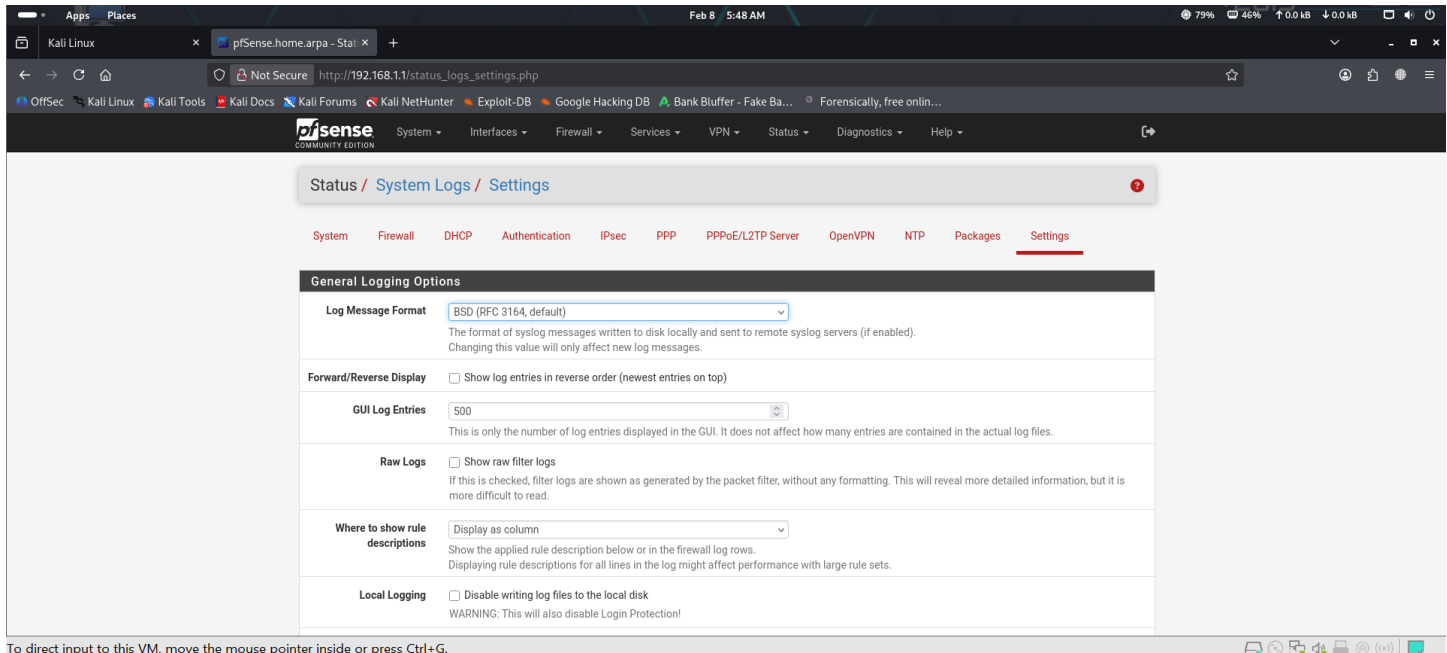 Apps Places Feb 8 5:48 AM 79% 46% ↑ 0.0 kB ↓ 0.0 kB
Kali Linux × pfSense.home.arpa - Stat × +
Not Secure http://192.168.1.1/status_logs_settings.php
OffSec Kali Linux Kali Tools Kali Docs Kali Forums Kali NetHunter Exploit-DB Google Hacking DB Bank Bluffer - Fake Ba... Forensically, free onlin...
pfsense System Interfaces Firewall Services VPN Status Diagnostics Help
COMMUNITY EDITION
Status / System Logs / Settings
System Firewall DHCP Authentication IPsec PPP PPPoE/L2TP Server OpenVPN NTP Packages Settings
General Logging Options
Log Message Format BSD (RFC 3164, default)
The format of syslog messages written to disk locally and sent to remote syslog servers (if enabled).
Changing this value will only affect new log messages.
Forward/Reverse Display Show log entries in reverse order (newest entries on top)
GUI Log Entries 500
This is only the number of log entries displayed in the GUI. It does not affect how many entries are contained in the actual log files.
Raw Logs Show raw filter logs
If this is checked, filter logs are shown as generated by the packet filter, without any formatting. This will reveal more detailed information, but it is
more difficult to read.
Where to show rule Display as column
descriptions
Show the applied rule description below or in the firewall log rows.
Displaying rule descriptions for all lines in the log might affect performance with large rule sets.
Local Logging Disable writing log files to the local disk
WARNING: This will also disable Login Protection!
To direct input to this VM, move the mouse pointer inside or press Ctrl+G.